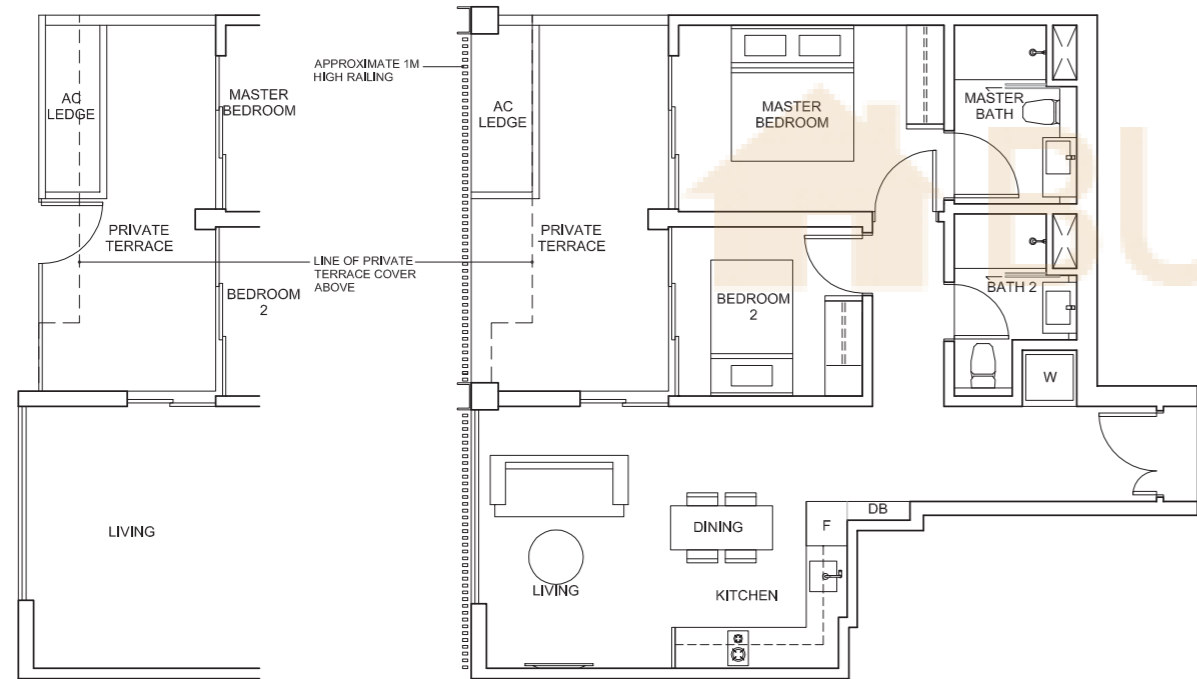 AC
LEDGE
MASTER
BEDROOM
PRIVATE
TERRACE
BEDROOM
2
LIVING
APPROXIMATE 1M
HIGH RAILING
LINE OF PRIVATE
TERRACE COVER
ABOVE
AC
LEDGE
MASTER
BEDROOM
MASTER
BATH
PRIVATE
TERRACE
BEDROOM
2
BATH 2
W
DINING
F
DB
LIVING
KITCHEN
BU